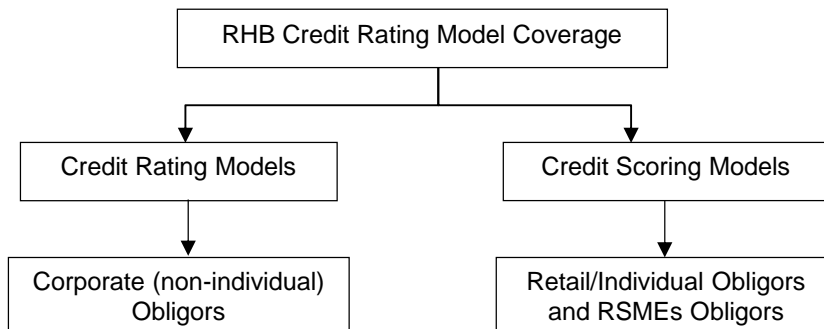 RHB Credit Rating Model Coverage
Credit Rating Models
Credit Scoring Models
Corporate (non-individual)
Obligors
Retail/Individual Obligors
and RSMEs Obligors